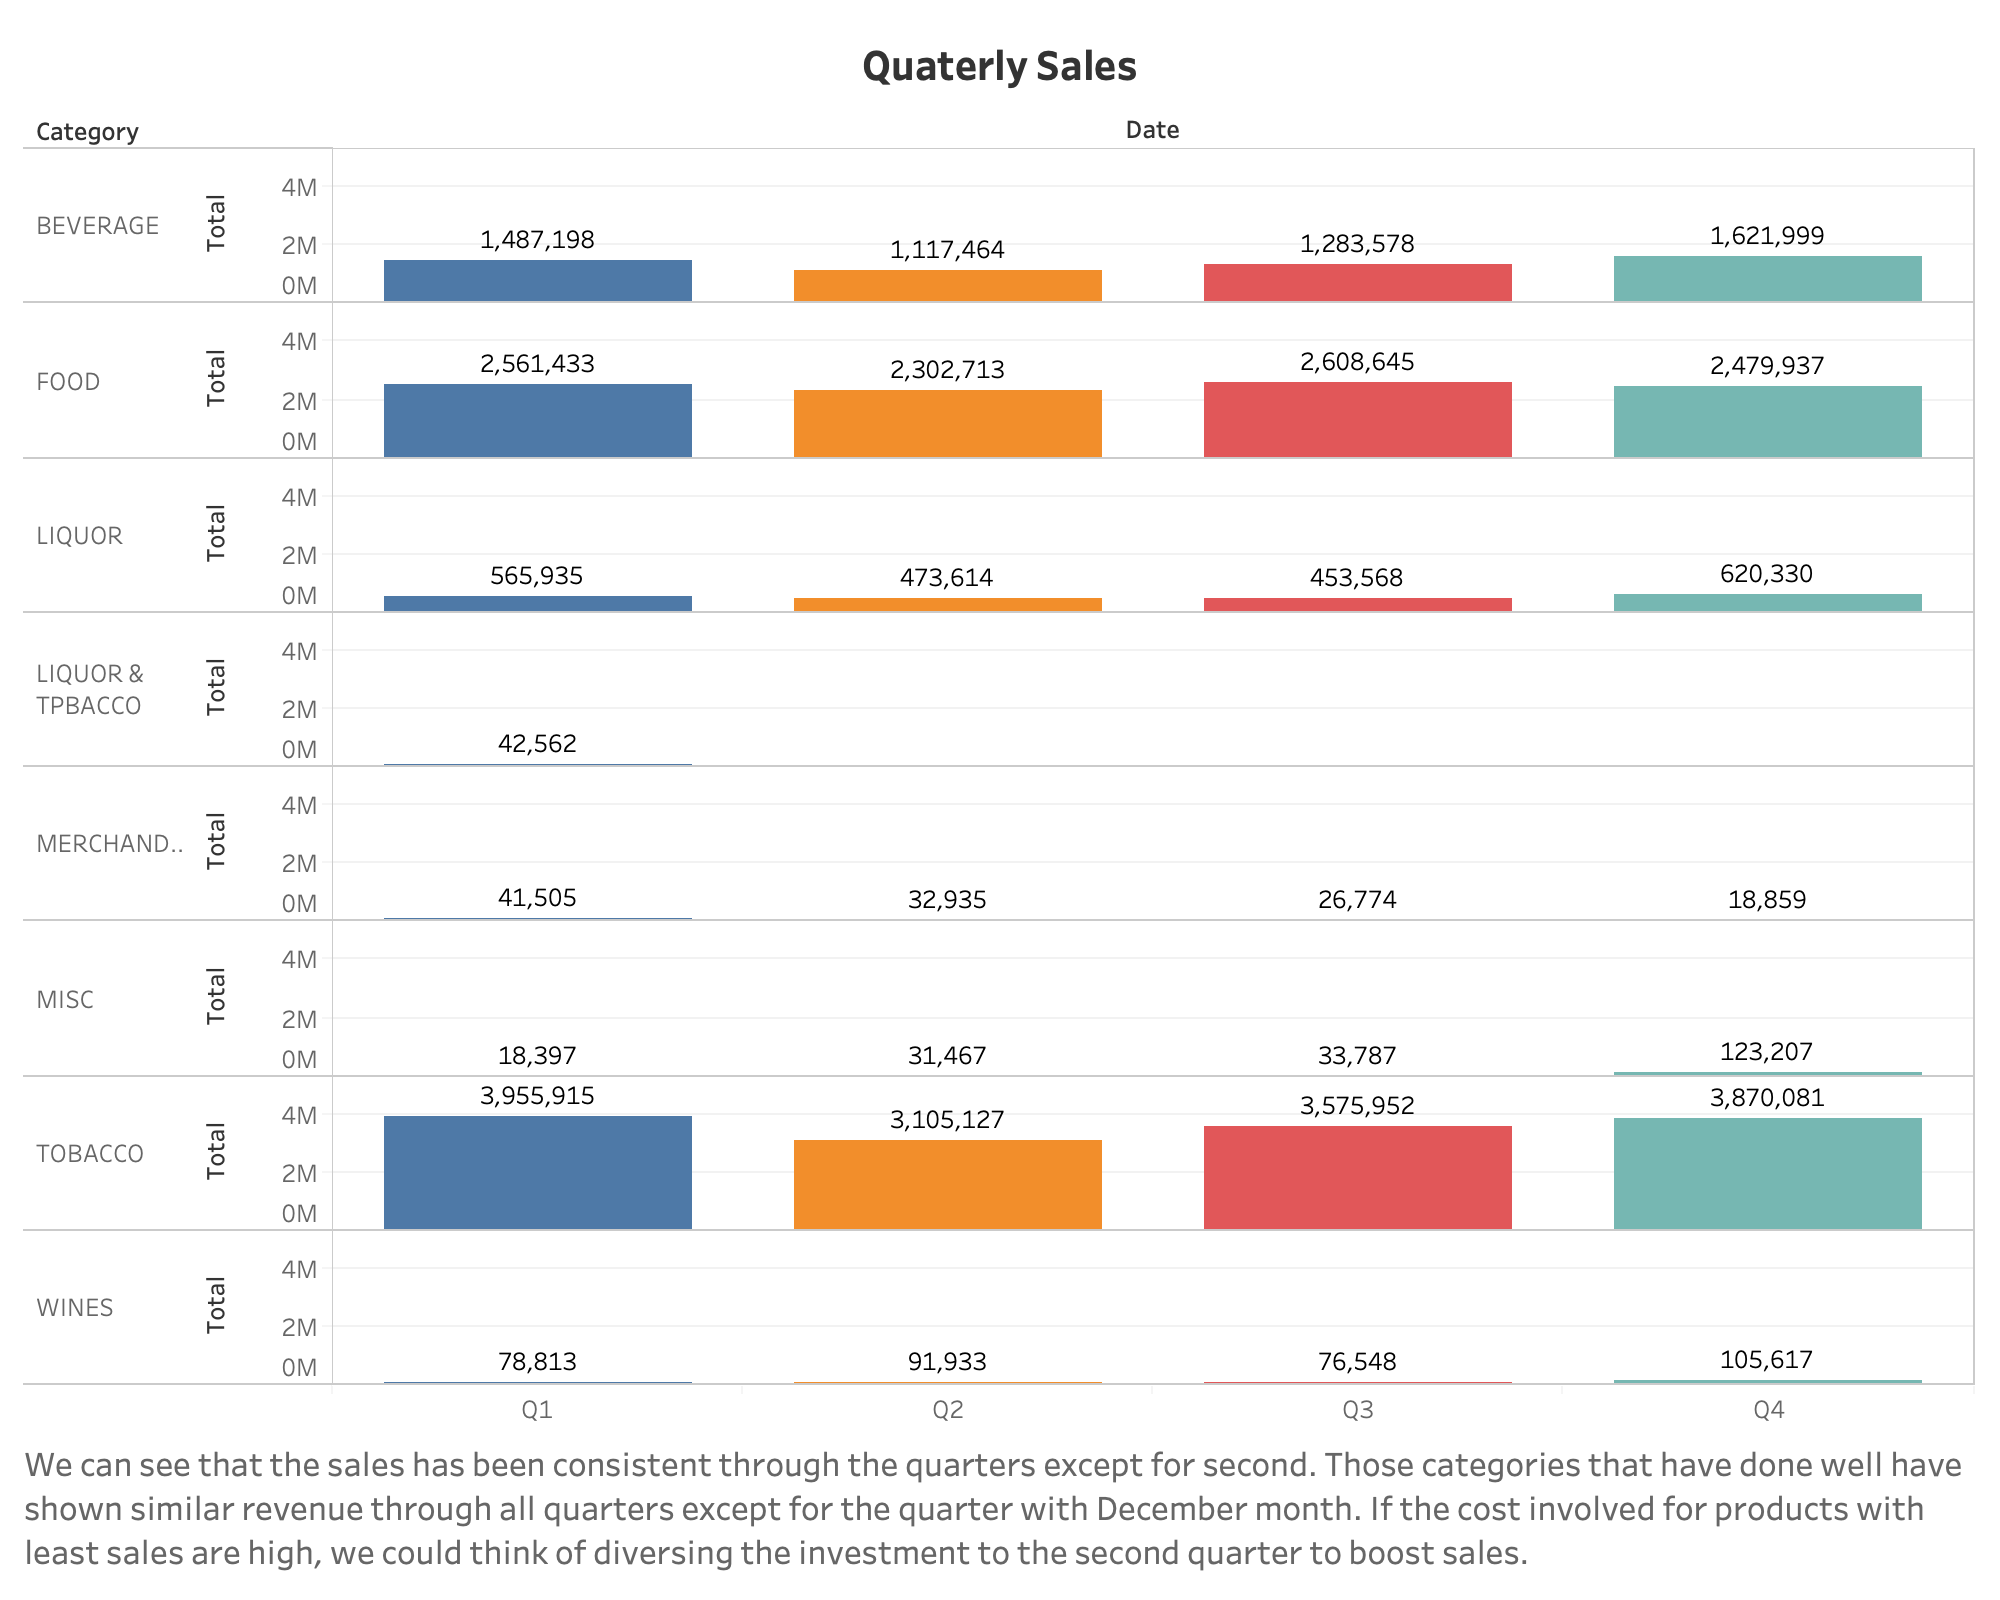 Quaterly Sales
Category
Date
BEVERAGE
Total
4M
2M
0M
1,487,198
1,117,464
1,283,578
1,621,999
FOOD
Total
4M
2M
0M
2,561,433
2,302,713
2,608,645
2,479,937
LIQUOR
Total
4M
2M
0M
565,935
473,614
453,568
620,330
LIQUOR &
TPBACCO
Total
4M
2M
0M
42,562
MERCHAND..
Total
4M
2M
0M
41,505
32,935
26,774
18,859
MISC
Total
4M
2M
0M
18,397
31,467
33,787
123,207
TOBACCO
Total
4M
2M
0M
3,955,915
3,105,127
3,575,952
3,870,081
WINES
Total
4M
2M
0M
78,813
91,933
76,548
105,617
Q1
Q2
Q3
Q4
We can see that the sales has been consistent through the quarters except for second. Those categories that have done well have
shown similar revenue through all quarters except for the quarter with December month. If the cost involved for products with
least sales are high, we could think of diversing the investment to the second quarter to boost sales.